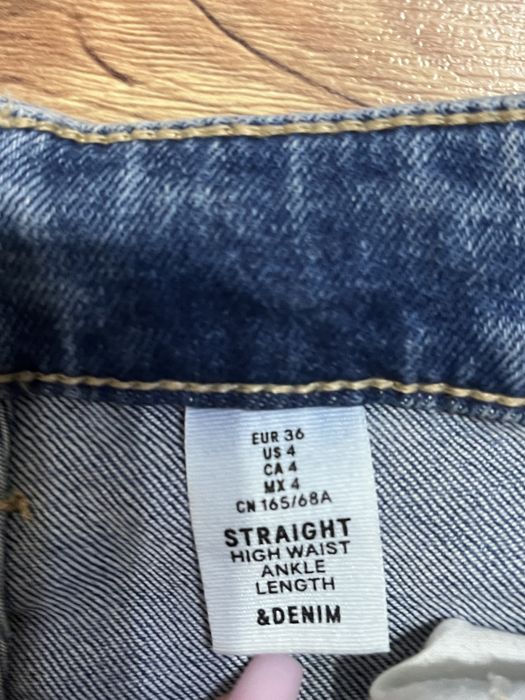 EUR 36
US 4
CA 4
MX 4
CN 165/68A
STRAIGHT
HIGH WAIST
ANKLE
LENGTH
&DENIM